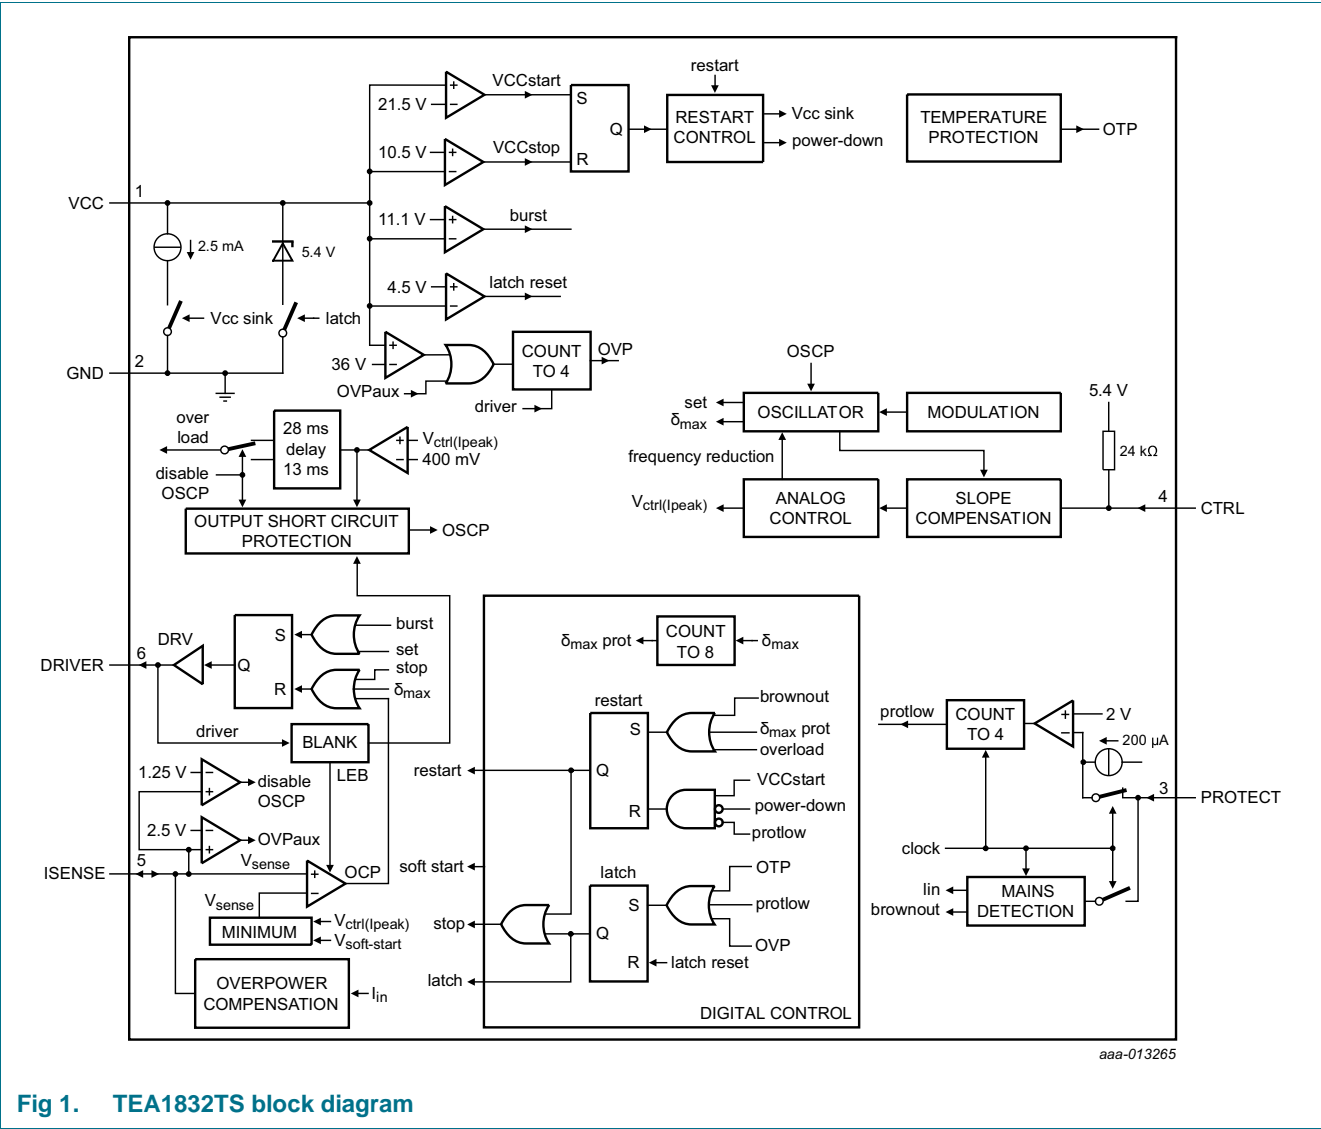 restart
VCCstart
21.5 V
S
Q
R
RESTART
CONTROL
Vcc sink
power-down
TEMPERATURE
PROTECTION
OTP
10.5 V
VCCstop
VCC
1
11.1 V
burst
2.5 mA
5.4 V
4.5 V
latch reset
Vcc sink
latch
36 V
OVPaux
COUNT
TO 4
OVP
driver
GND
2
OSCP
set
δmax
OSCILLATOR
MODULATION
5.4 V
24 kΩ
frequency reduction
Vctrl(Ipeak)
ANALOG
CONTROL
SLOPE
COMPENSATION
4
CTRL
over
load
28 ms
delay
13 ms
Vctrl(Ipeak)
400 mV
disable
OSCP
OUTPUT SHORT CIRCUIT
PROTECTION
OSCP
DRV
6
DRIVER
S
Q
R
burst
set
stop
δmax
driver
BLANK
LEB
1.25 V
disable
OSCP
2.5 V
OVPaux
5
ISENSE
Vsense
OCP
Vsense
MINIMUM
Vctrl(Ipeak)
Vsoft-start
OVERPOWER
COMPENSATION
Iin
δmax prot
COUNT
TO 8
δmax
restart
S
Q
R
brownout
δmax prot
overload
VCCstart
power-down
protlow
restart
soft start
stop
latch
latch
S
Q
R
OTP
protlow
OVP
latch reset
DIGITAL CONTROL
protlow
COUNT
TO 4
2 V
200 µA
3
PROTECT
clock
Iin
brownout
MAINS
DETECTION
aaa-013265
Fig 1. TEA1832TS block diagram